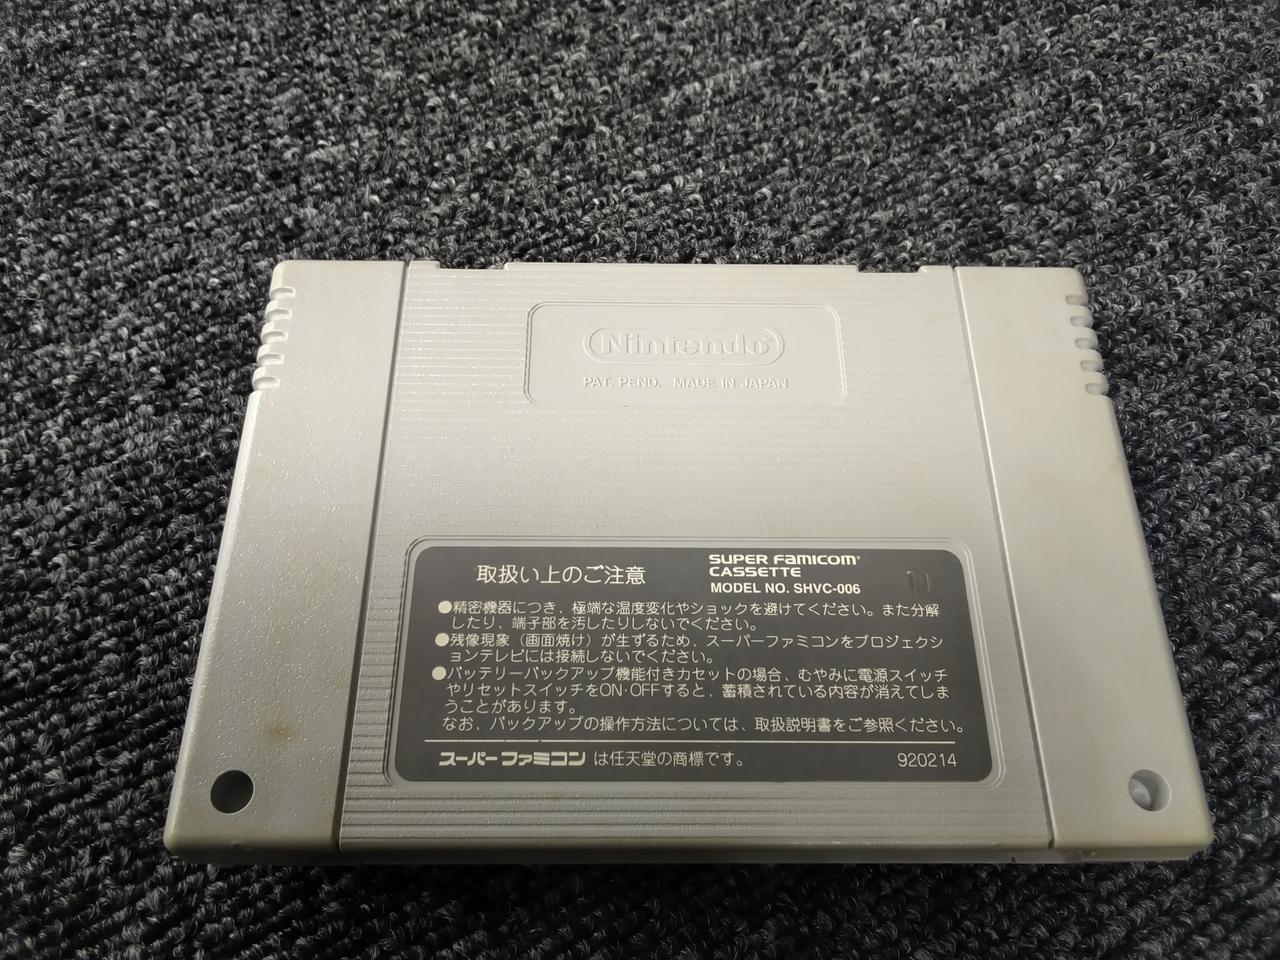 Nintendo®
PAT. PEND. MADE IN JAPAN
取扱い上のご注意
SUPER FAMICOM®
CASSETTE
MODEL NO. SHVC-006
●精密機器につき、極端な温度変化やショックを避けてください。また分解
したり、端子部を汚したりしないでください。
●残像現象（画面焼け）が生ずるため、スーパーファミコンをプロジェクシ
ョンテレビには接続しないでください。
●バッテリーバックアップ機能付きカセットの場合、むやみに電源スイッチ
やリセットスイッチをON·OFFすると、蓄積されている内容が消えてしま
うことがあります。
なお、バックアップの操作方法については、取扱説明書をご参照ください。
スーパーファミコン は任天堂の商標です。
920214